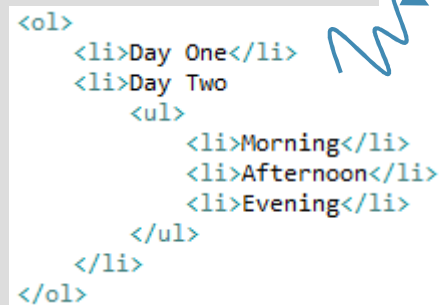 <ol>
    <li>Day One</li>
    <li>Day Two
        <ul>
            <li>Morning</li>
            <li>Afternoon</li>
            <li>Evening</li>
        </ul>
    </li>
</ol>